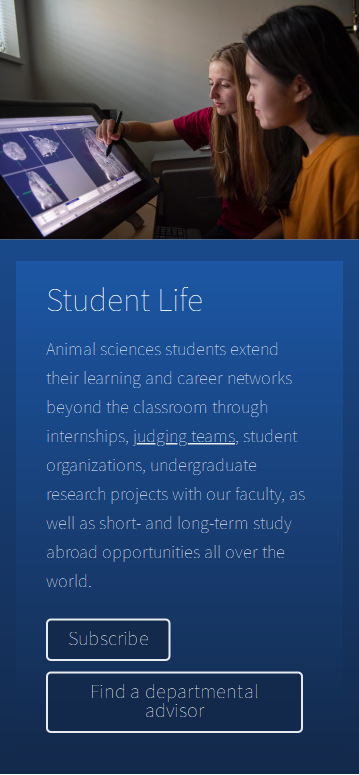 Student Life
Animal sciences students extend
their learning and career networks
beyond the classroom through
internships, judging teams, student
organizations, undergraduate
research projects with our faculty, as
well as short- and long-term study
abroad opportunities all over the
world.
Subscribe
Find a departmental
advisor